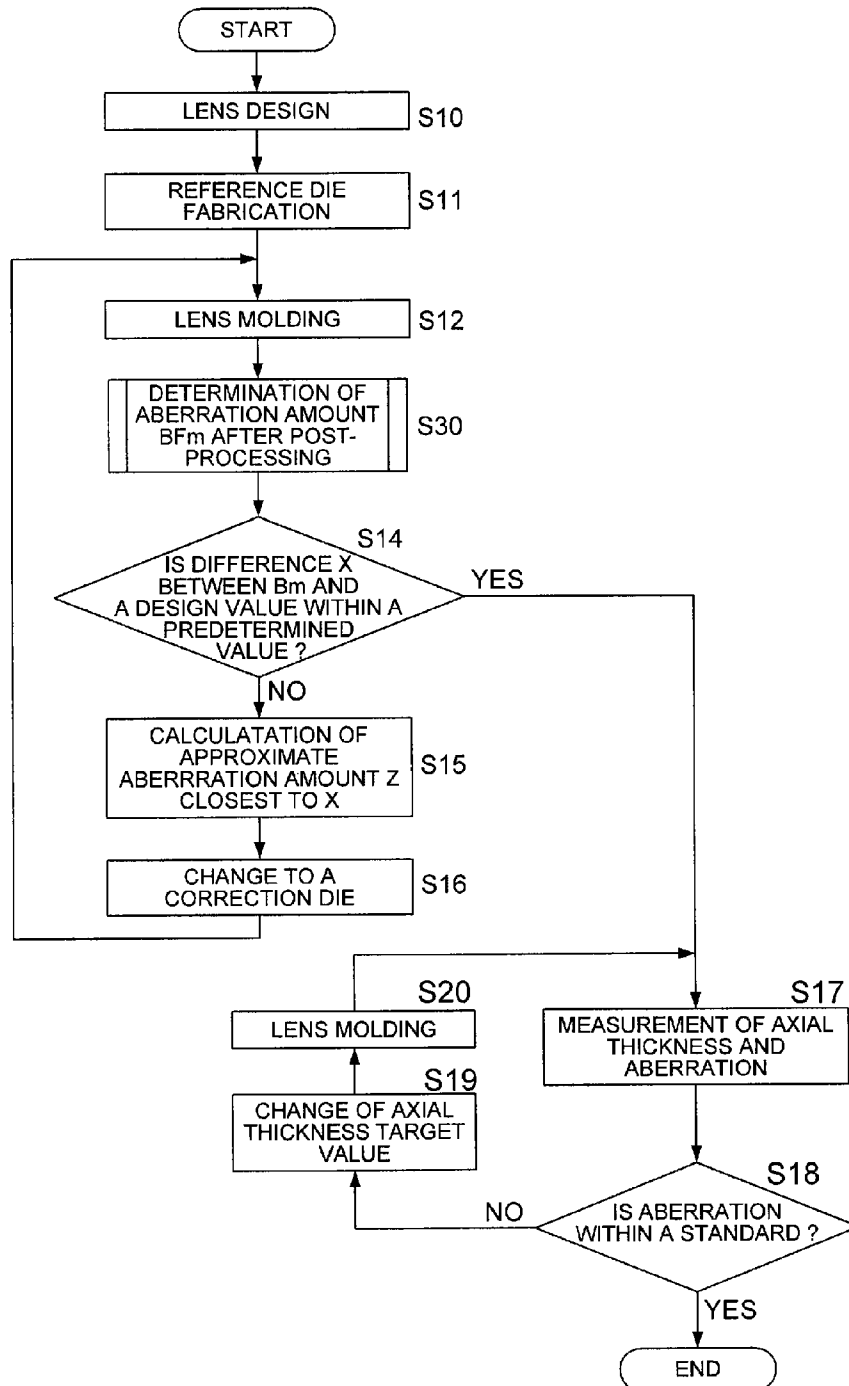 START
LENS DESIGN
S10
REFERENCE DIE
FABRICATION
S11
LENS MOLDING
S12
DETERMINATION OF
ABERRATION AMOUNT
BFm AFTER POST-
PROCESSING
S30
S14
IS DIFFERENCE X
BETWEEN Bm AND
A DESIGN VALUE WITHIN A
PREDETERMINED
VALUE ?
YES
NO
CALCULATATION OF
APPROXIMATE
ABERRRATION AMOUNT Z
CLOSEST TO X
S15
CHANGE TO A
CORRECTION DIE
S16
S20
LENS MOLDING
S17
MEASUREMENT OF AXIAL
THICKNESS AND
ABERRATION
S19
CHANGE OF AXIAL
THICKNESS TARGET
VALUE
S18
IS ABERRATION
WITHIN A STANDARD ?
NO
YES
END